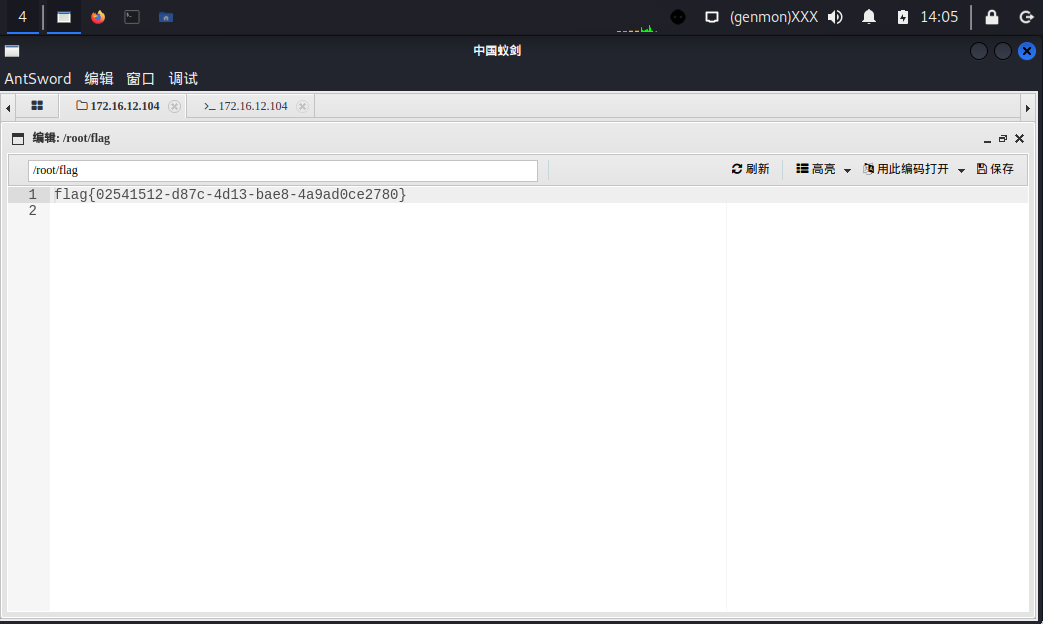 4 (genmon)XXX 14:05
中国蚁剑
AntSword 编辑 窗口 调试
172.16.12.104 >_ 172.16.12.104
编辑: /root/flag
/root/flag 刷新 高亮 用此编码打开 保存
1 flag{02541512-d87c-4d13-bae8-4a9ad0ce2780}
2